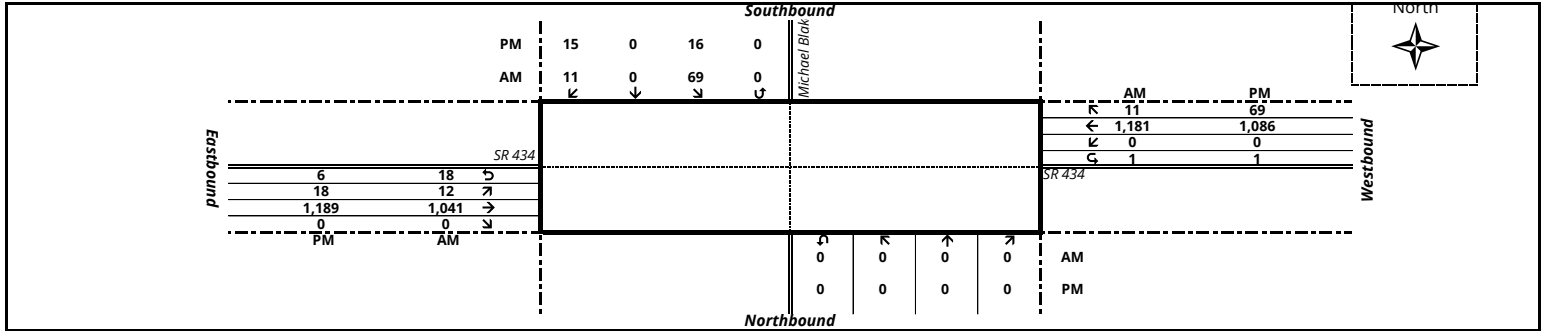 Southbound
North
Michael Blak
PM 15 0 16 0
AM 11 0 69 0
↙ ↓ ↘ ↺
AM PM
↖ 11 69
← 1,181 1,086
↙ 0 0
1 1
Eastbound
Westbound
SR 434
SR 434
6 18
18 12 ↗
1,189 1,041 →
0 0 ↘
PM AM
↖ ↑ ↗
0 0 0 0 AM
0 0 0 0 PM
Northbound